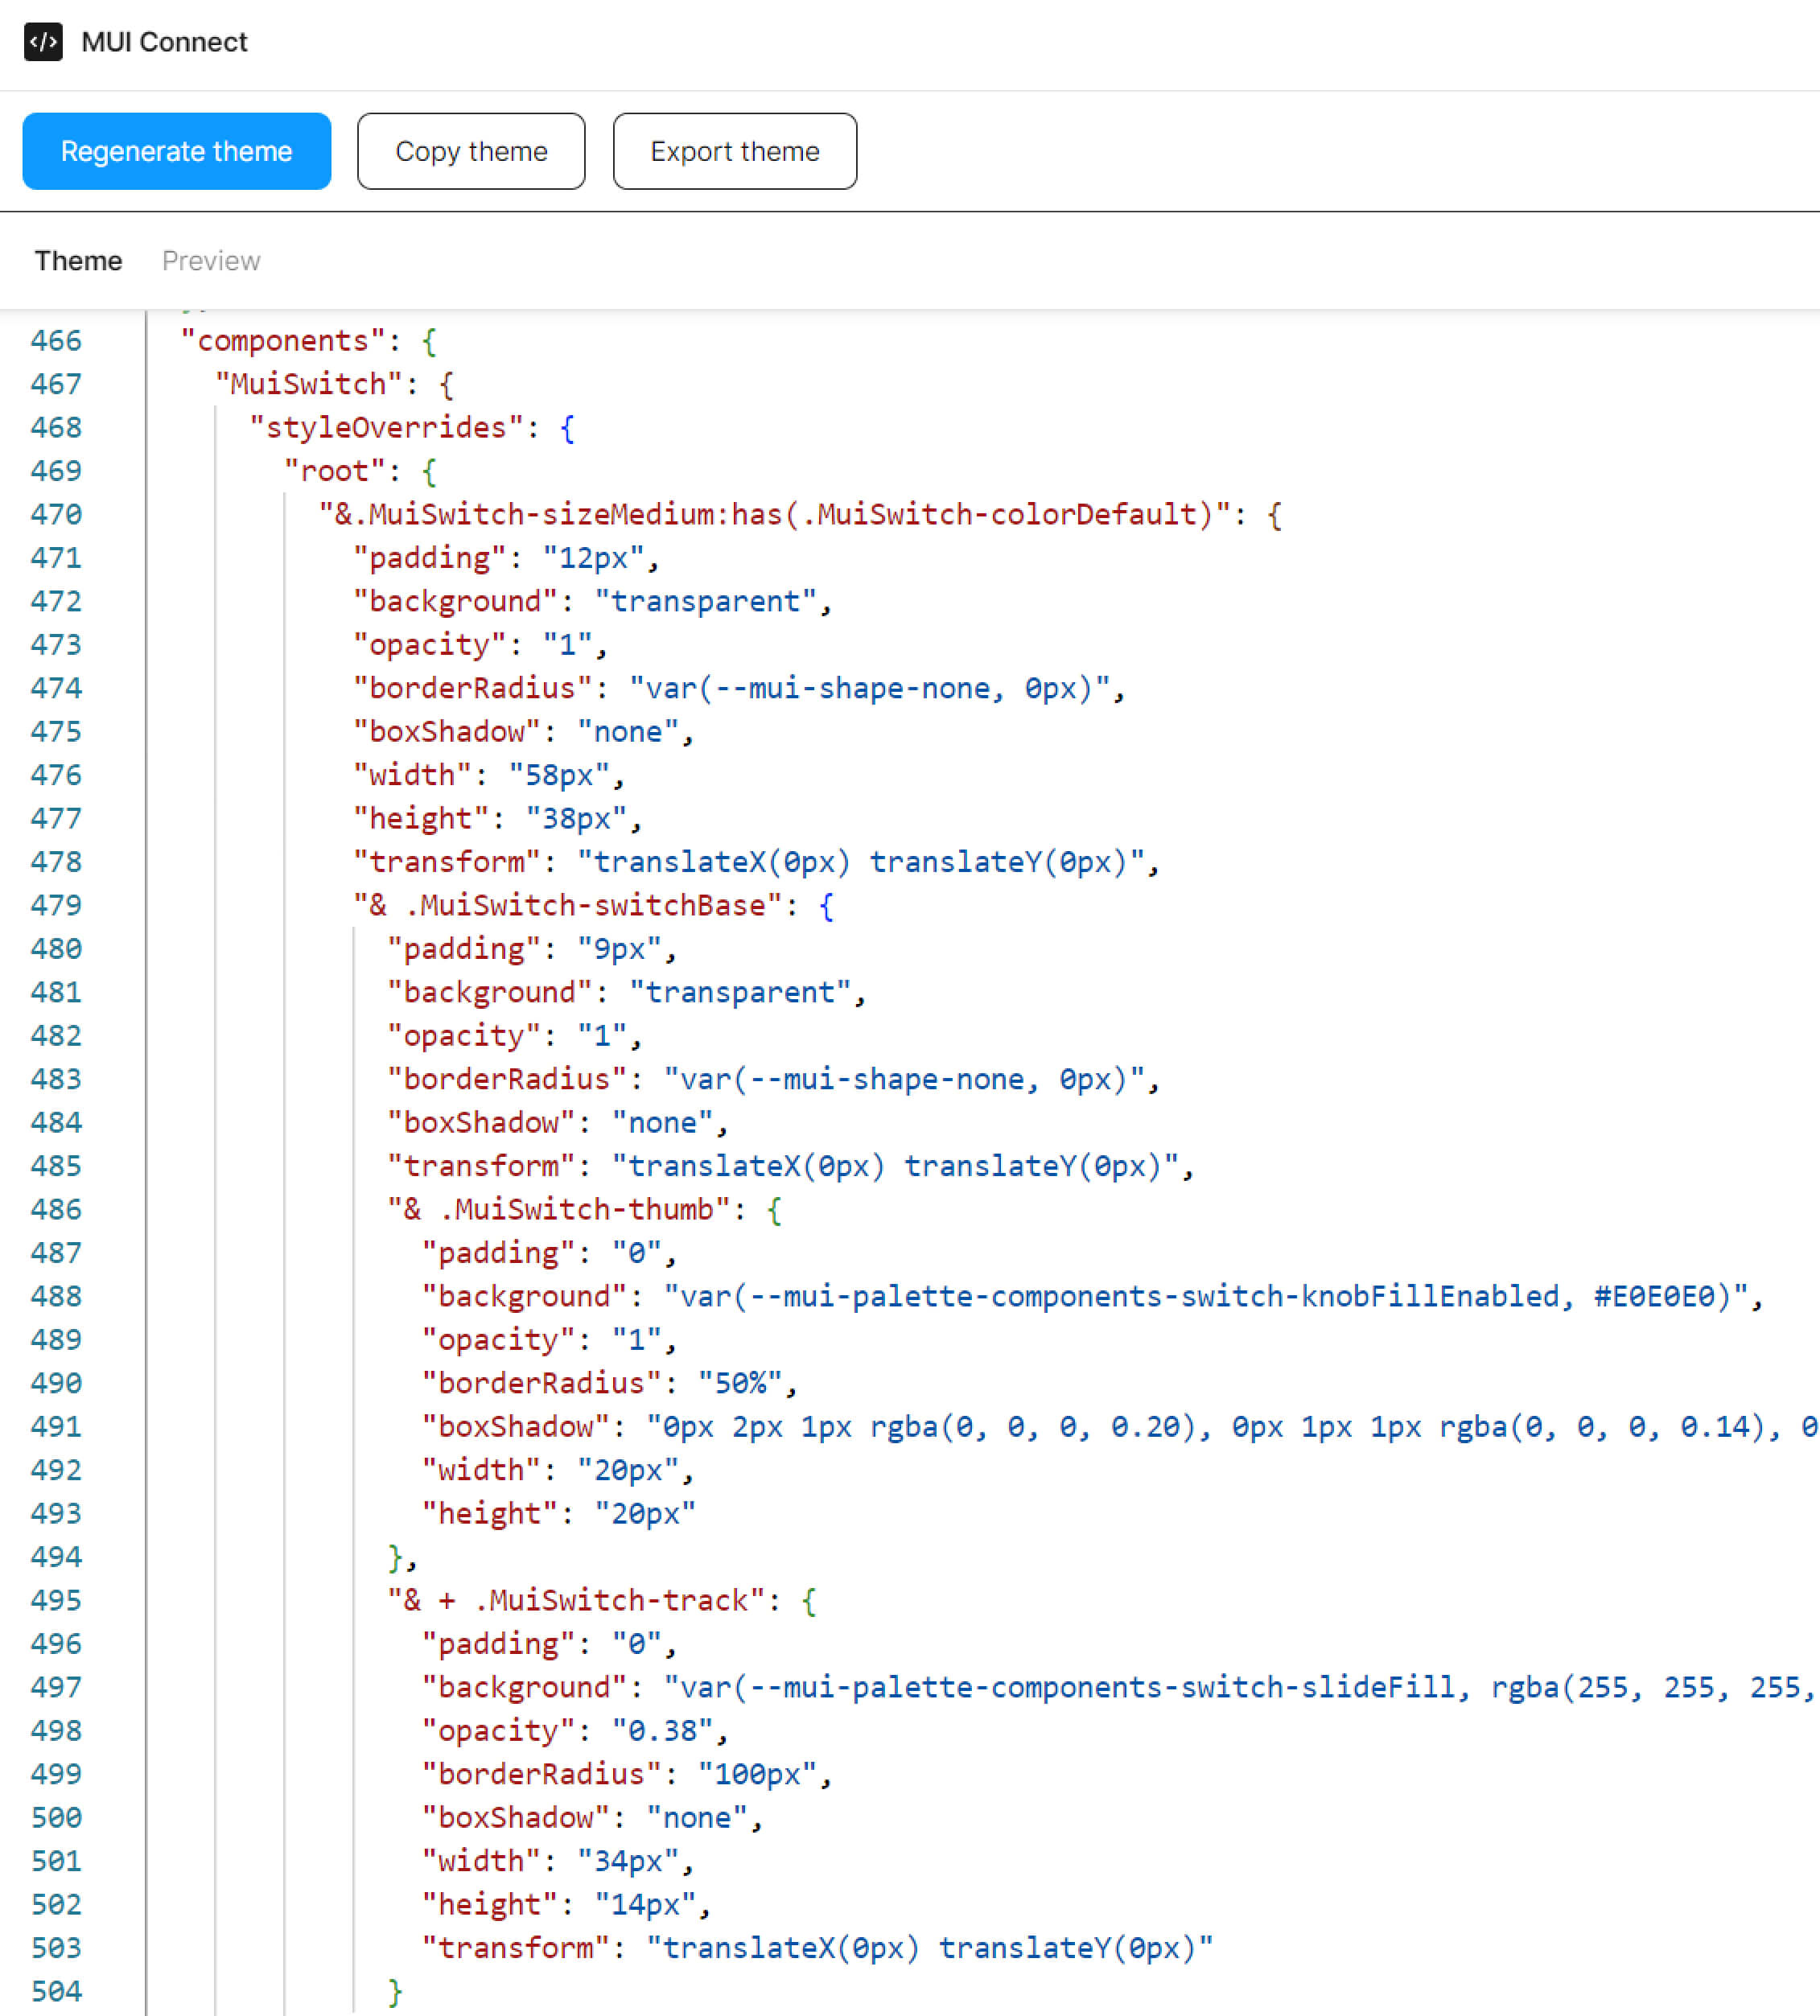 </> MUI Connect
Regenerate theme Copy theme Export theme
Theme Preview
466 "components": {
467 "MuiSwitch": {
468 "styleOverrides": {
469 "root": {
470 "&.MuiSwitch-sizeMedium:has(.MuiSwitch-colorDefault)": {
471 "padding": "12px",
472 "background": "transparent",
473 "opacity": "1",
474 "borderRadius": "var(--mui-shape-none, 0px)",
475 "boxShadow": "none",
476 "width": "58px",
477 "height": "38px",
478 "transform": "translateX(0px) translateY(0px)",
479 "& .MuiSwitch-switchBase": {
480 "padding": "9px",
481 "background": "transparent",
482 "opacity": "1",
483 "borderRadius": "var(--mui-shape-none, 0px)",
484 "boxShadow": "none",
485 "transform": "translateX(0px) translateY(0px)",
486 "& .MuiSwitch-thumb": {
487 "padding": "0",
488 "background": "var(--mui-palette-components-switch-knobFillEnabled, #E0E0E0)",
489 "opacity": "1",
490 "borderRadius": "50%",
491 "boxShadow": "0px 2px 1px rgba(0, 0, 0, 0.20), 0px 1px 1px rgba(0, 0, 0, 0.14), 0
492 "width": "20px",
493 "height": "20px"
494 },
495 "& + .MuiSwitch-track": {
496 "padding": "0",
497 "background": "var(--mui-palette-components-switch-slideFill, rgba(255, 255, 255,
498 "opacity": "0.38",
499 "borderRadius": "100px",
500 "boxShadow": "none",
501 "width": "34px",
502 "height": "14px",
503 "transform": "translateX(0px) translateY(0px)"
504 }